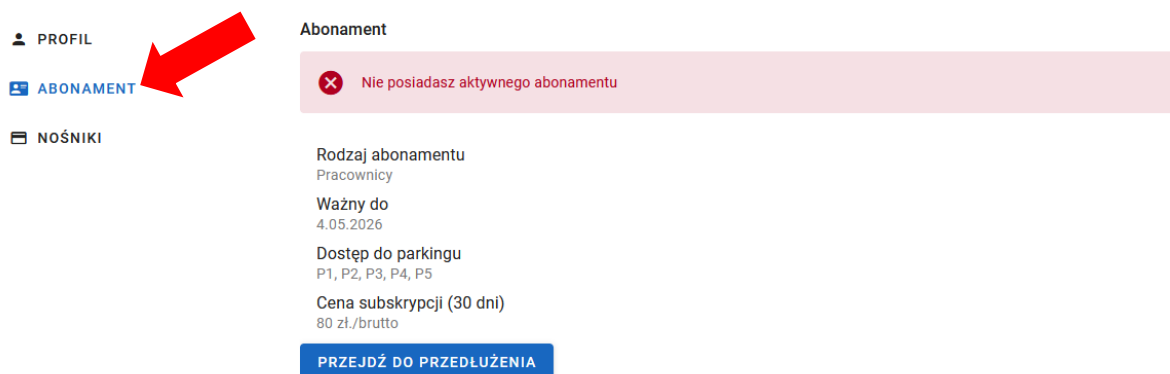 PROFIL
ABONAMENT
NOŚNIKI
Abonament
Nie posiadasz aktywnego abonamentu
Rodzaj abonamentu
Pracownicy
Ważny do
4.05.2026
Dostęp do parkingu
P1, P2, P3, P4, P5
Cena subskrypcji (30 dni)
80 zł./brutto
PRZEJDŹ DO PRZEDŁUŻENIA